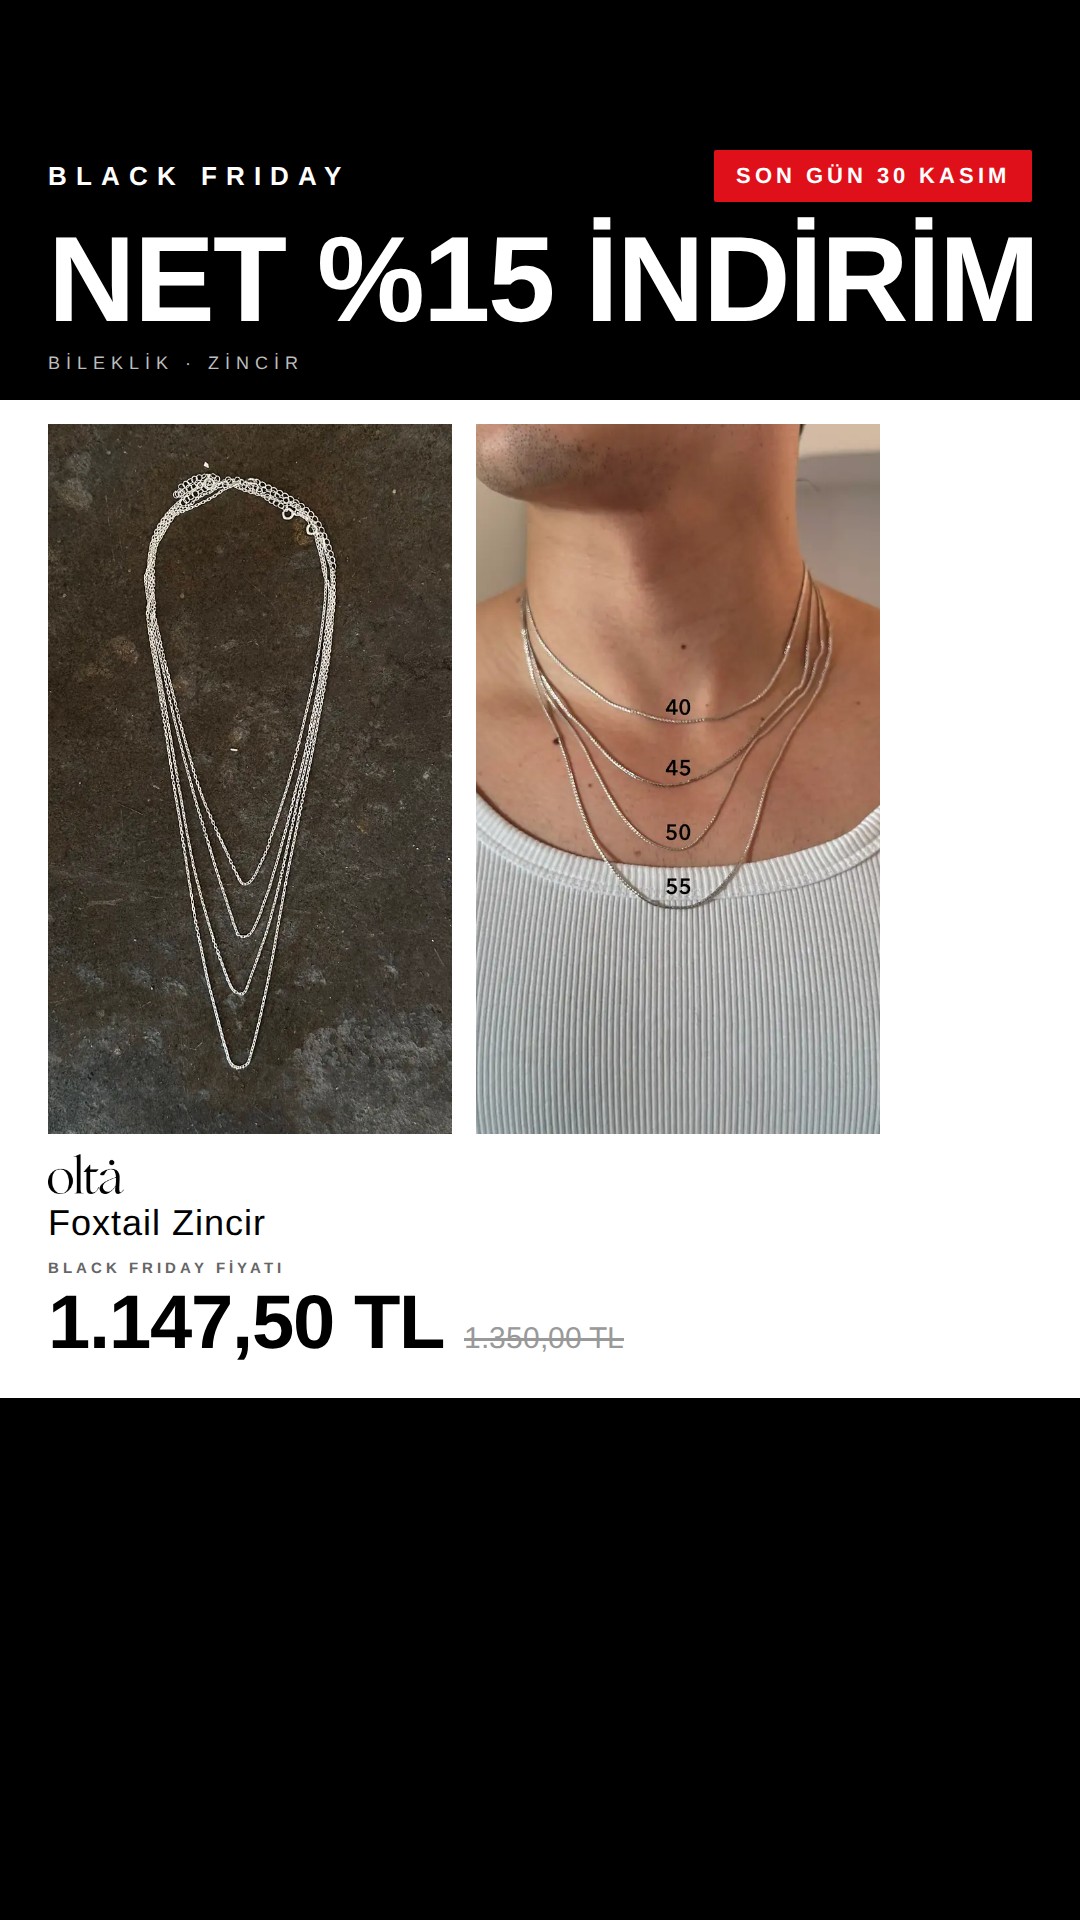 BLACK FRIDAY
SON GÜN 30 KASIM
NET %15 İNDİRİM
BİLEKLİK · ZİNCİR
40
45
50
55
oltȧ
Foxtail Zincir
BLACK FRIDAY FİYATI
1.147,50 TL 1.350,00 TL